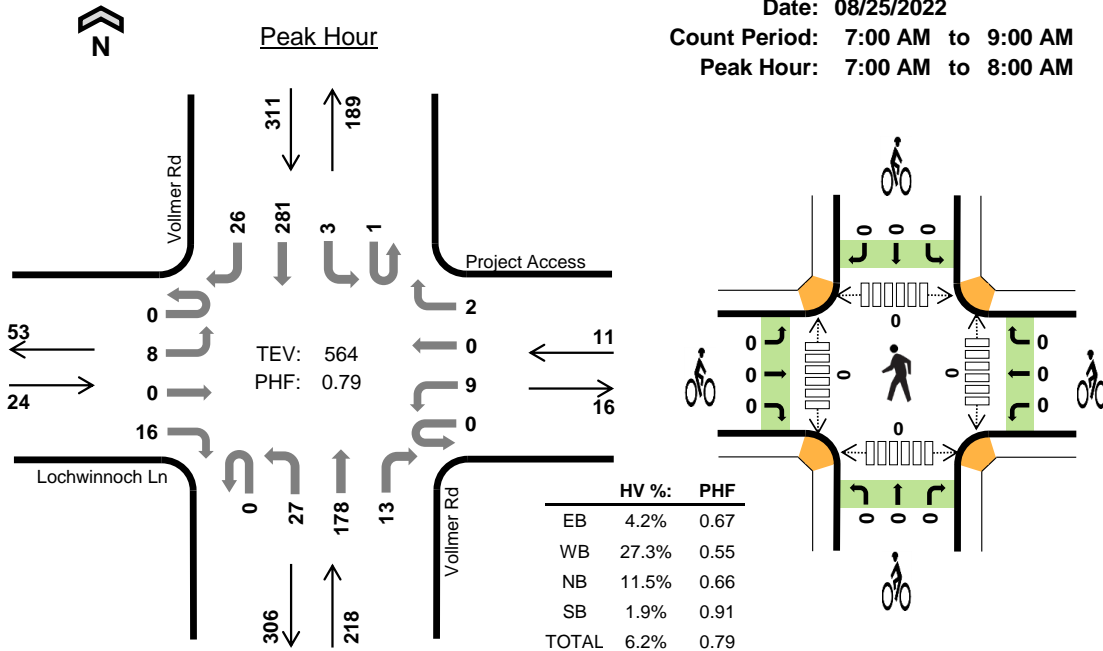 Date: 08/25/2022
Count Period: 7:00 AM to 9:00 AM
Peak Hour: 7:00 AM to 8:00 AM
N
Peak Hour
311
189
Vollmer Rd
26
281
3
1
Project Access
0
8
0
16
2
0
9
0
53
24
11
16
TEV: 564
PHF: 0.79
Lochwinnoch Ln
0
27
178
13
Vollmer Rd
306
218
HV %: PHF
EB 4.2% 0.67
WB 27.3% 0.55
NB 11.5% 0.66
SB 1.9% 0.91
TOTAL 6.2% 0.79
0 0 0
0
0
0
0
0
0
0
0
0
0
0
0 0 0